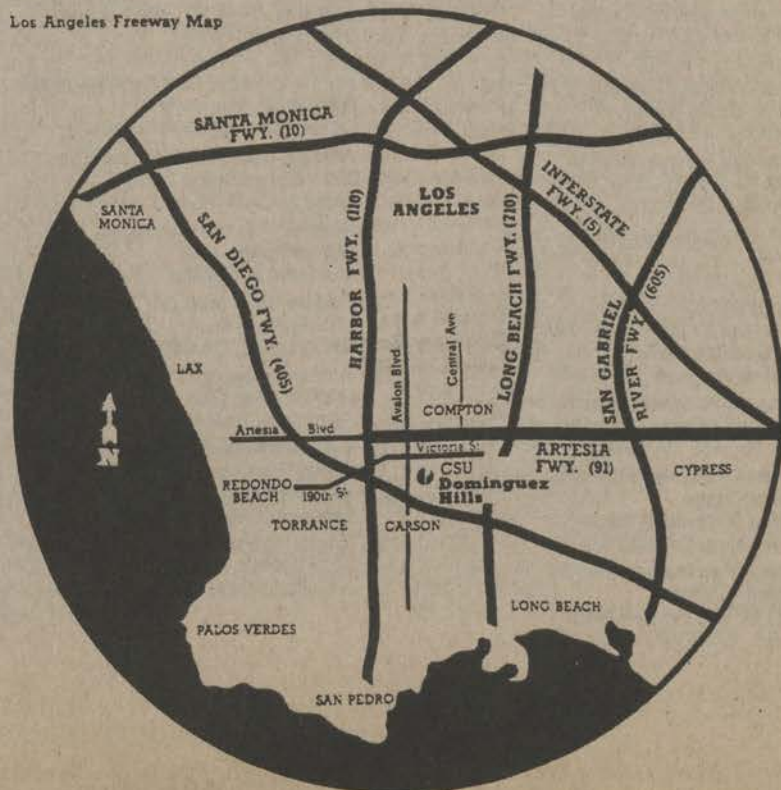 Los Angeles Freeway Map
SANTA MONICA
FWY. (10)
SANTA
MONICA
SAN DIEGO FWY. (405)
HARBOR FWY. (110)
LOS
ANGELES
LONG BEACH FWY. (710)
INTERSTATE
FWY. (5)
SAN GABRIEL
RIVER FWY. (605)
LAX
Avalon Blvd
Central Ave
COMPTON
Artesia Blvd
Victoria St.
ARTESIA
FWY. (91)
CYPRESS
CSU
Dominguez
Hills
REDONDO
BEACH
190th. St.
TORRANCE
CARSON
N
LONG BEACH
PALOS VERDES
SAN PEDRO